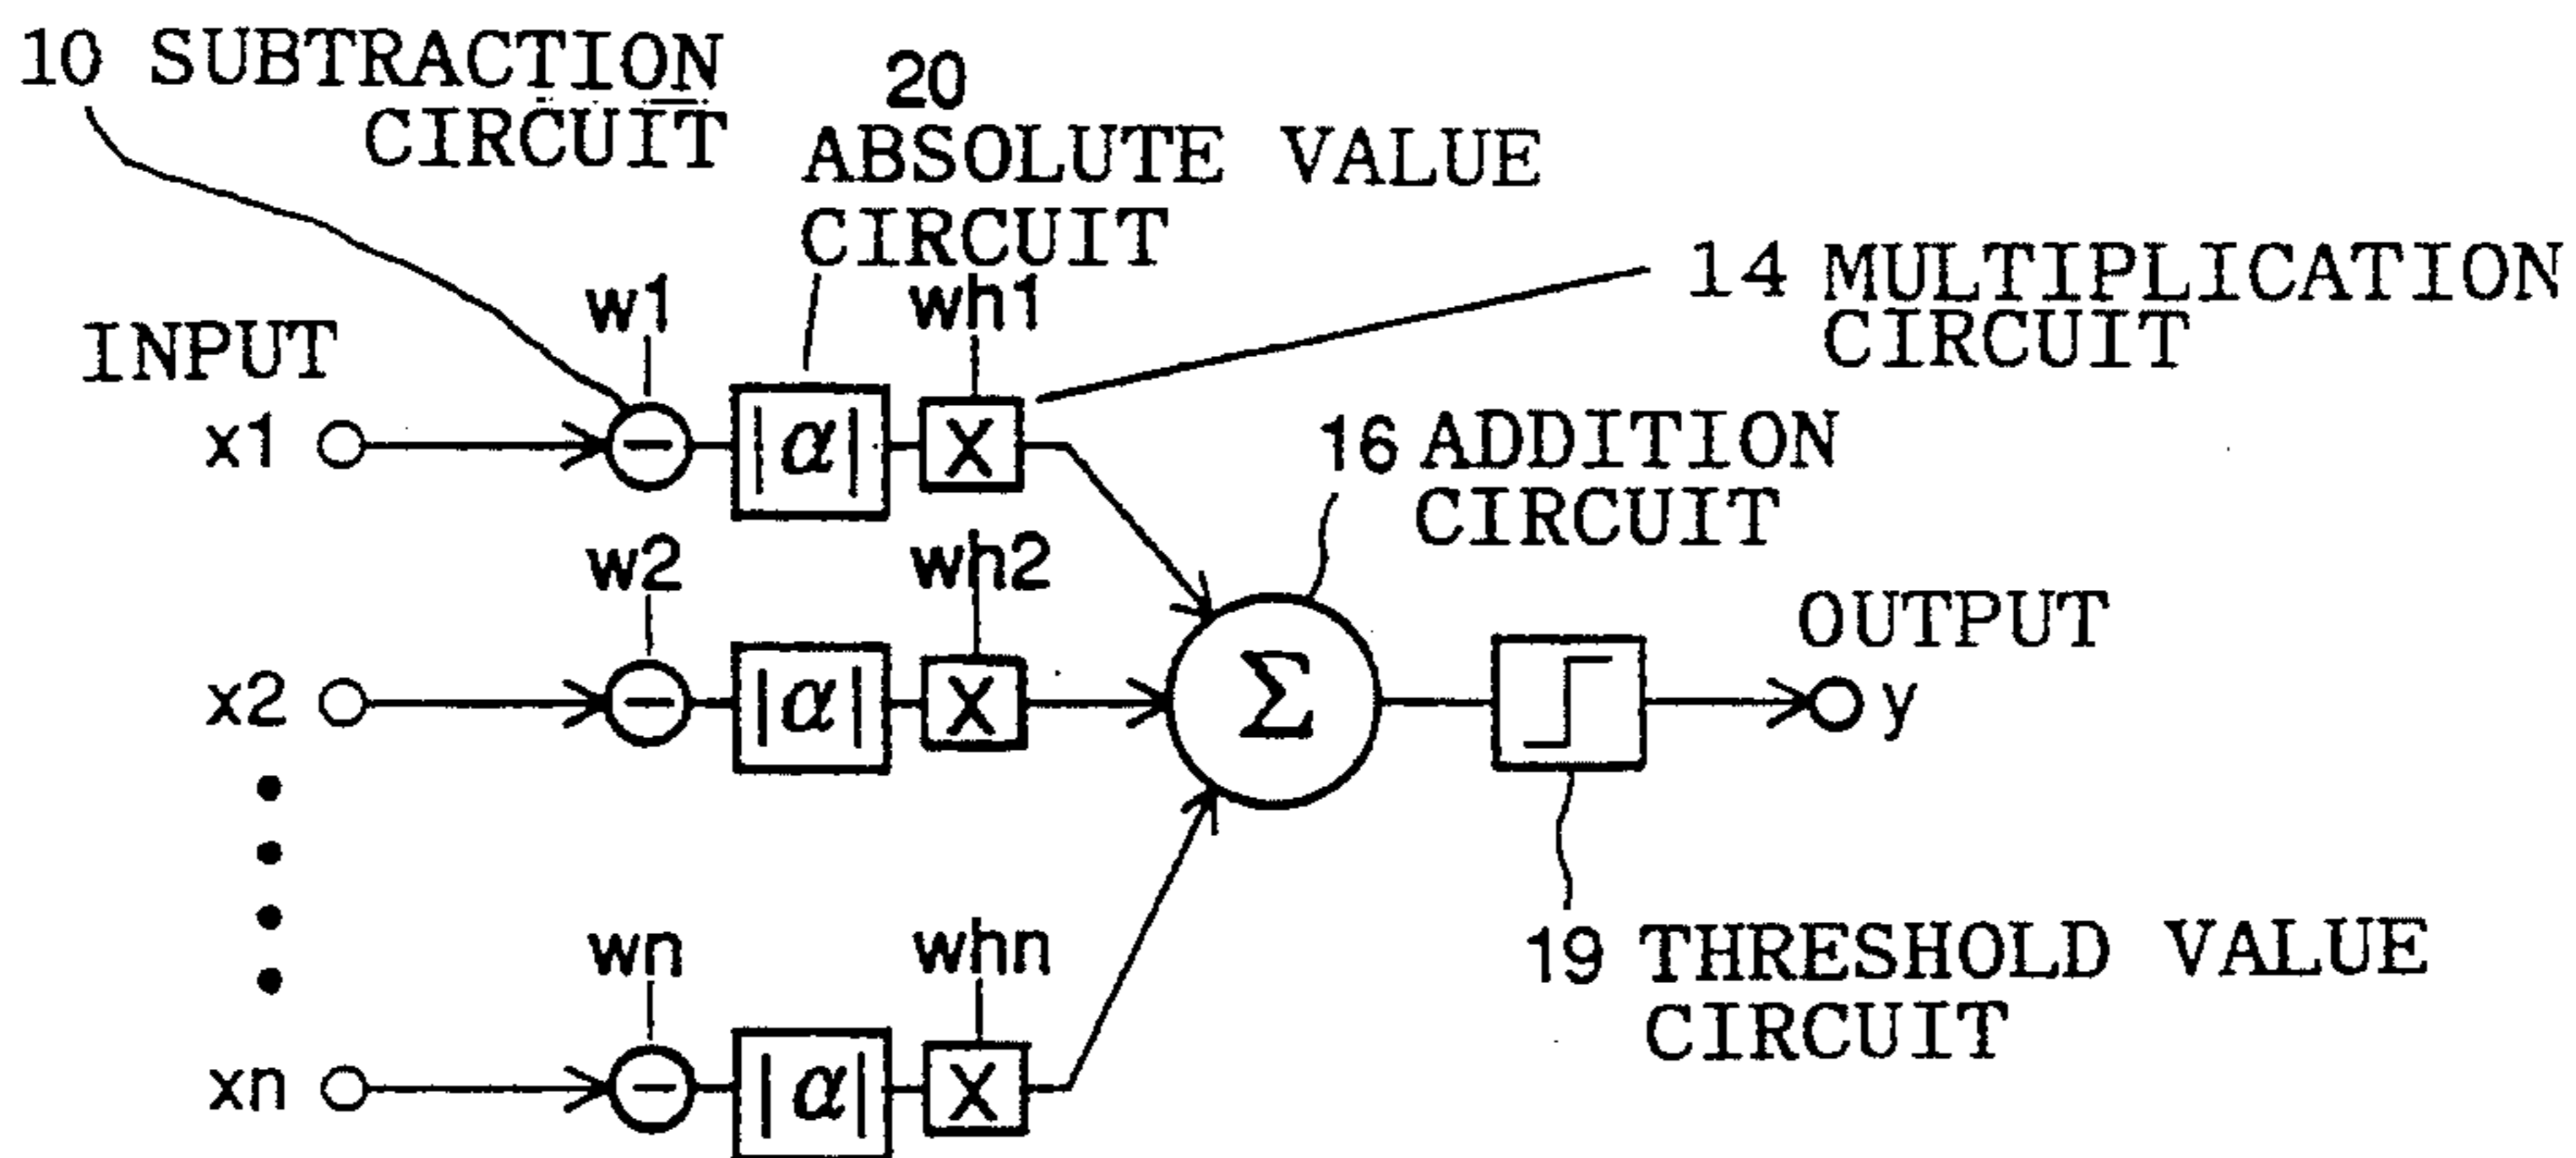 10 SUBTRACTION
CIRCUIT
20
ABSOLUTE VALUE
CIRCUIT
14 MULTIPLICATION
CIRCUIT
INPUT
w1
wh1
x1
−
|α|
X
16 ADDITION
CIRCUIT
w2
wh2
x2
−
|α|
X
Σ
OUTPUT
y
19 THRESHOLD VALUE
CIRCUIT
wn
whn
xn
−
|α|
X